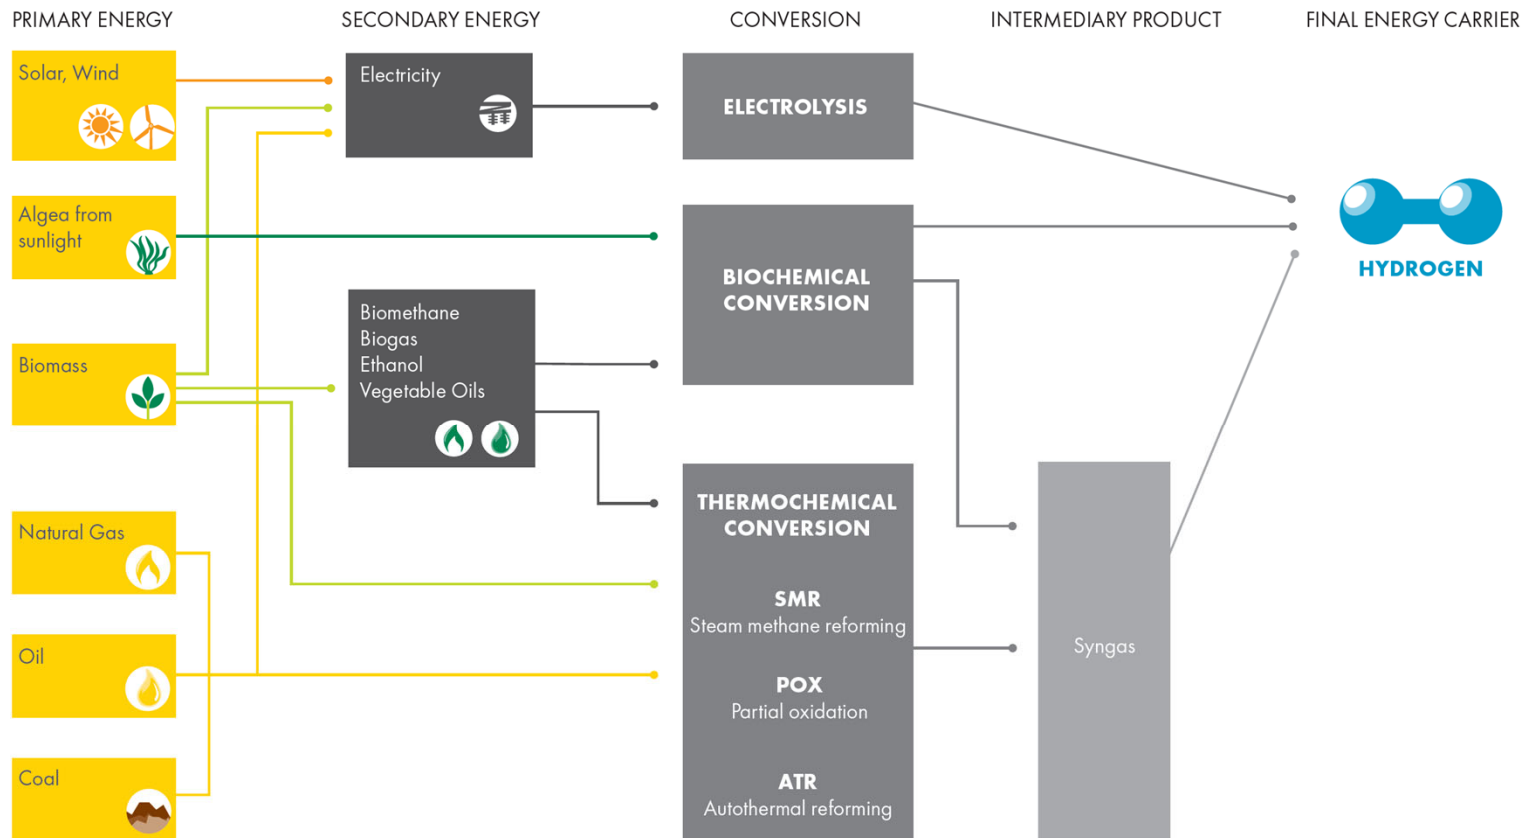 PRIMARY ENERGY
SECONDARY ENERGY
CONVERSION
INTERMEDIARY PRODUCT
FINAL ENERGY CARRIER
Solar, Wind
Electricity
ELECTROLYSIS
Algea from
sunlight
BIOCHEMICAL
CONVERSION
HYDROGEN
Biomethane
Biogas
Ethanol
Vegetable Oils
Biomass
THERMOCHEMICAL
CONVERSION
Natural Gas
SMR
Steam methane reforming
Oil
Syngas
POX
Partial oxidation
Coal
ATR
Autothermal reforming